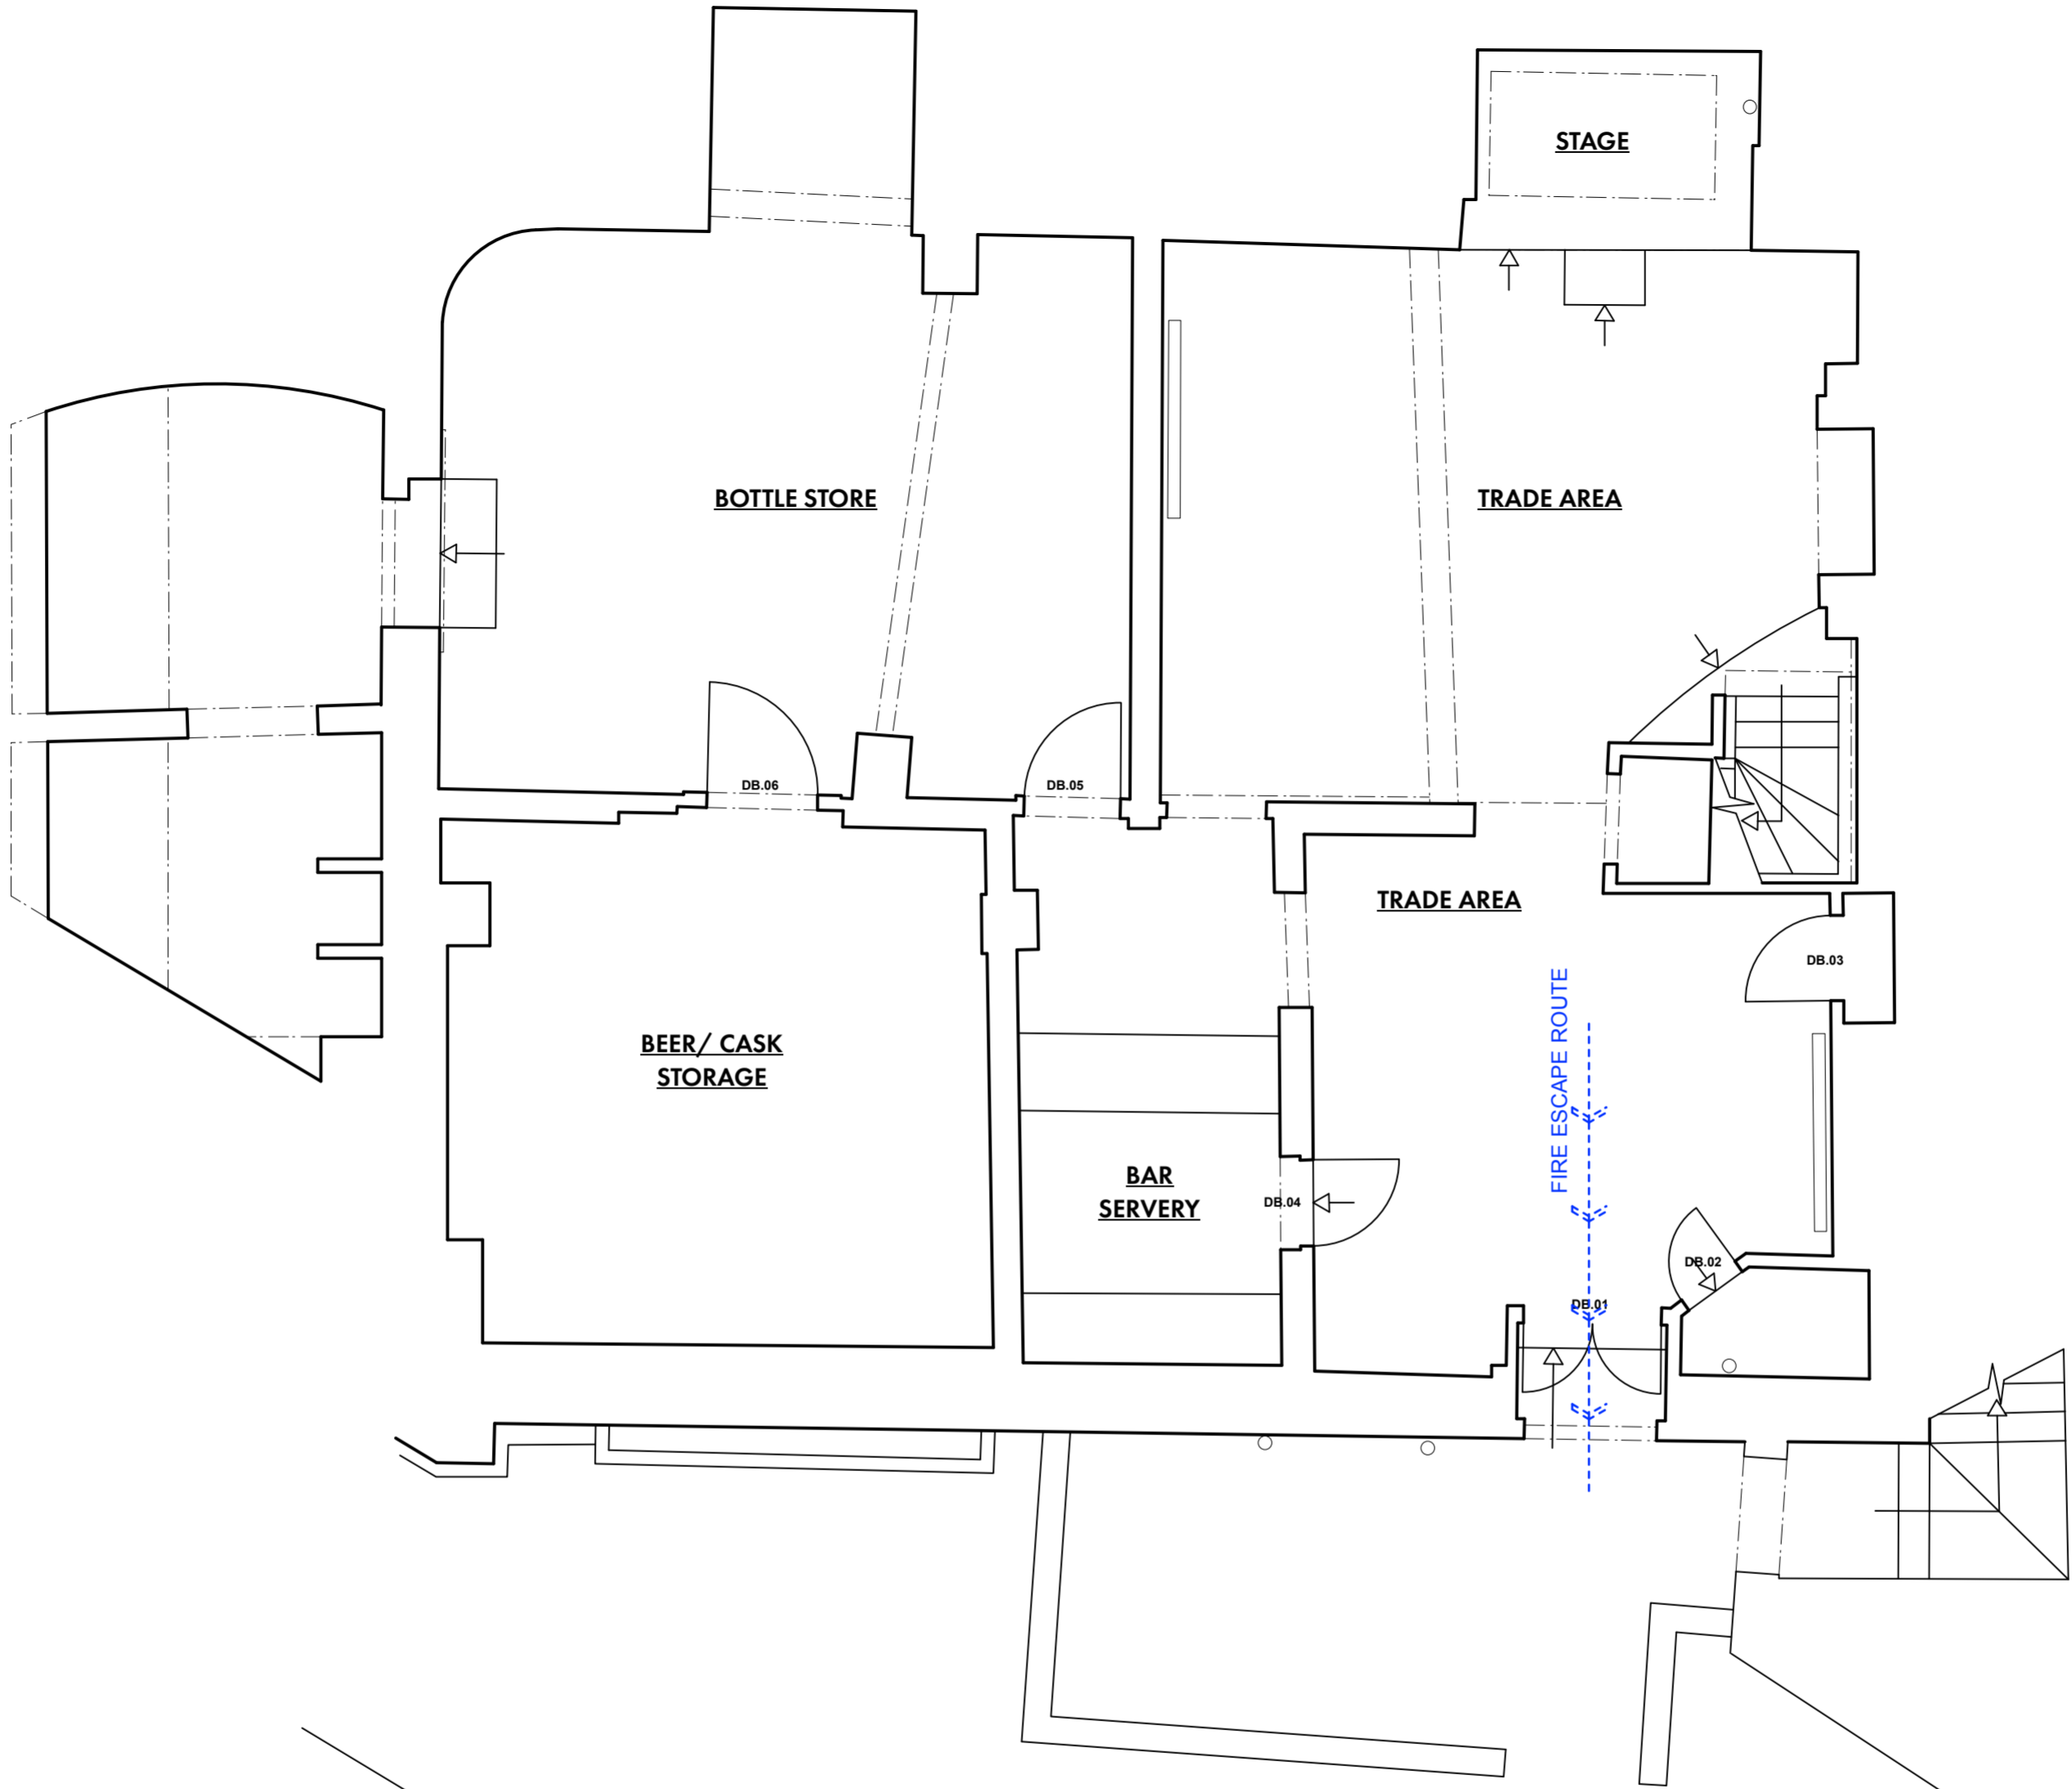 STAGE
BOTTLE STORE
TRADE AREA
DB.06
DB.05
TRADE AREA
DB.03
FIRE ESCAPE ROUTE
BEER/ CASK
STORAGE
BAR
SERVERY
DB.04
DB.02
DB.01